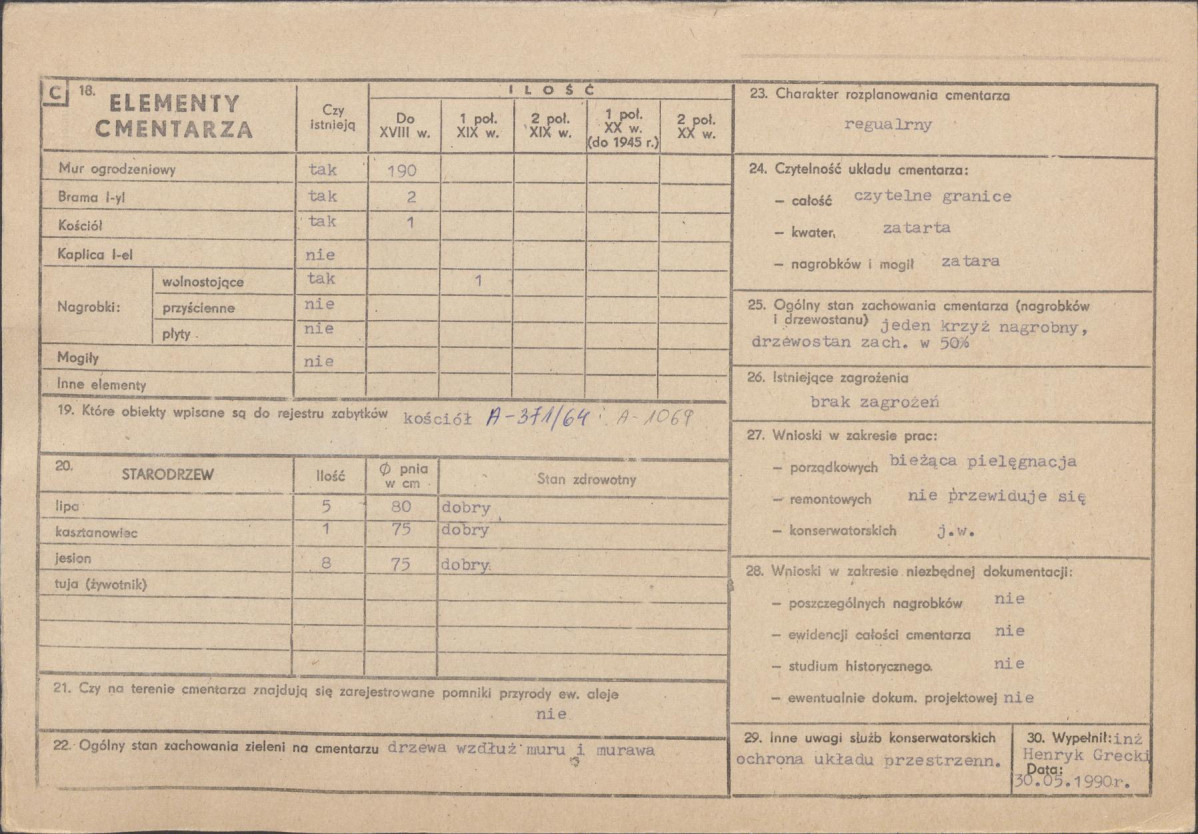 C 18. ELEMENTY CMENTARZA
Czy istnieją
ILOŚĆ
Do XVIII w.
1 poł. XIX w.
2 poł. XIX w.
1 poł. XX w. (do 1945 r.)
2 poł. XX w.
Mur ogrodzeniowy tak 190
Brama I-yl tak 2
Kościół tak 1
Kaplica I-el nie
Nagrobki:
wolnostojące tak 1
przyścienne nie
płyty nie
Mogiły nie
Inne elementy
19. Które obiekty wpisane są do rejestru zabytków kościół A-371/64 A-1069
20. STARODRZEW Ilość Ø pnia w cm Stan zdrowotny
lipa 5 80 dobry
kasztanowiec 1 75 dobry
jesion 8 75 dobry.
tuja (żywotnik)
21. Czy na terenie cmentarza znajdują się zarejestrowane pomniki przyrody ew. aleje
nie
22. Ogólny stan zachowania zieleni na cmentarzu drzewa wzdłuż muru i murawa
23. Charakter rozplanowania cmentarza
regualrny
24. Czytelność układu cmentarza:
— całość czytelne granice
— kwater. zatarta
— nagrobków i mogił zatara
25. Ogólny stan zachowania cmentarza (nagrobków
i drzewostanu) jeden krzyż nagrobny,
drzewostan zach. w 50%
26. Istniejące zagrożenia
brak zagrożeń
27. Wnioski w zakresie prac:
— porządkowych bieżąca pielęgnacja
— remontowych nie przewiduje się
— konserwatorskich j.w.
28. Wnioski w zakresie niezbędnej dokumentacji:
— poszczególnych nagrobków nie
— ewidencji całości cmentarza nie
— studium historycznego. nie
— ewentualnie dokum. projektowej nie
29. Inne uwagi służb konserwatorskich
ochrona układu przestrzenn.
30. Wypełnił: inż
Henryk Grecki
Data:
30.05.1990r.